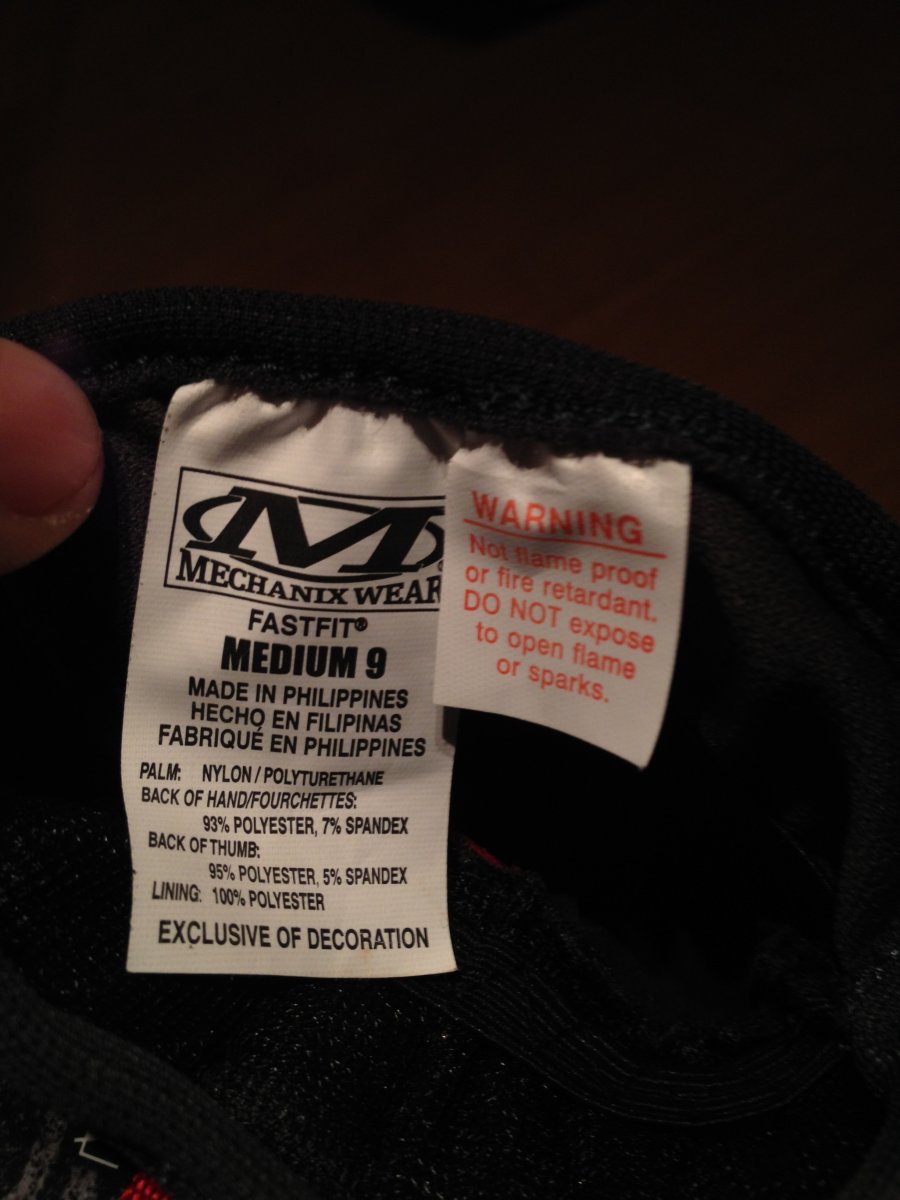 M
MECHANIX WEAR
FASTFIT®
MEDIUM 9
MADE IN PHILIPPINES
HECHO EN FILIPINAS
FABRIQUÉ EN PHILIPPINES
PALM: NYLON / POLYTURETHANE
BACK OF HAND/FOURCHETTES:
93% POLYESTER, 7% SPANDEX
BACK OF THUMB:
95% POLYESTER, 5% SPANDEX
LINING: 100% POLYESTER
EXCLUSIVE OF DECORATION
WARNING
Not flame proof
or fire retardant.
DO NOT expose
to open flame
or sparks.